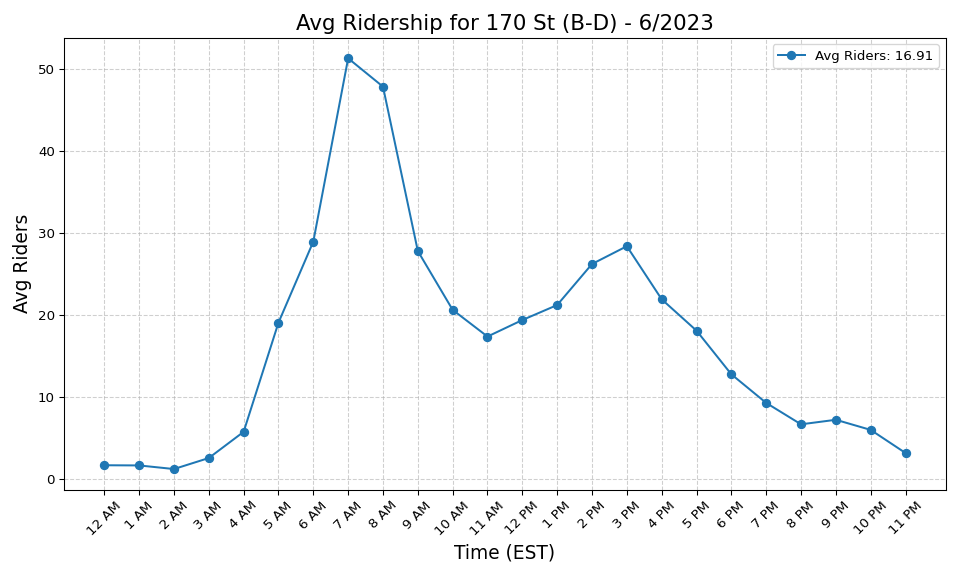 Avg Ridership for 170 St (B-D) - 6/2023
Avg Riders: 16.91
Avg Riders
50
40
30
20
10
0
12 AM
1 AM
2 AM
3 AM
4 AM
5 AM
6 AM
7 AM
8 AM
9 AM
10 AM
11 AM
12 PM
1 PM
2 PM
3 PM
4 PM
5 PM
6 PM
7 PM
8 PM
9 PM
10 PM
11 PM
Time (EST)